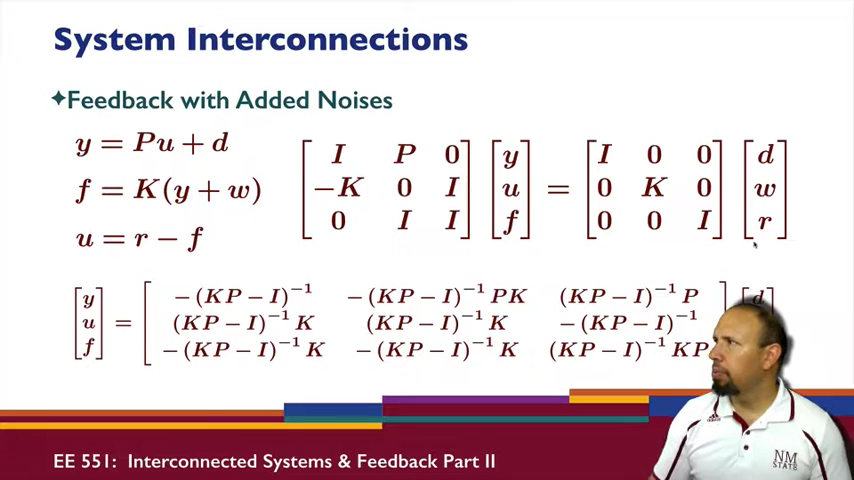 System Interconnections
✦Feedback with Added Noises
y = Pu + d
f = K(y + w)
u = r − f
[ I P 0 ] [ y ] = [ I 0 0 ] [ d ]
[ −K 0 I ] [ u ] = [ 0 K 0 ] [ w ]
[ 0 I I ] [ f ] = [ 0 0 I ] [ r ]
[ y ] = [ −(KP − I)⁻¹ −(KP − I)⁻¹ PK (KP − I)⁻¹ P ] [ d ]
[ u ] = [ (KP − I)⁻¹ K (KP − I)⁻¹ K −(KP − I)⁻¹ ]
[ f ] = [ −(KP − I)⁻¹ K −(KP − I)⁻¹ K (KP − I)⁻¹ KP ]
EE 551: Interconnected Systems & Feedback Part II
NM
STATE